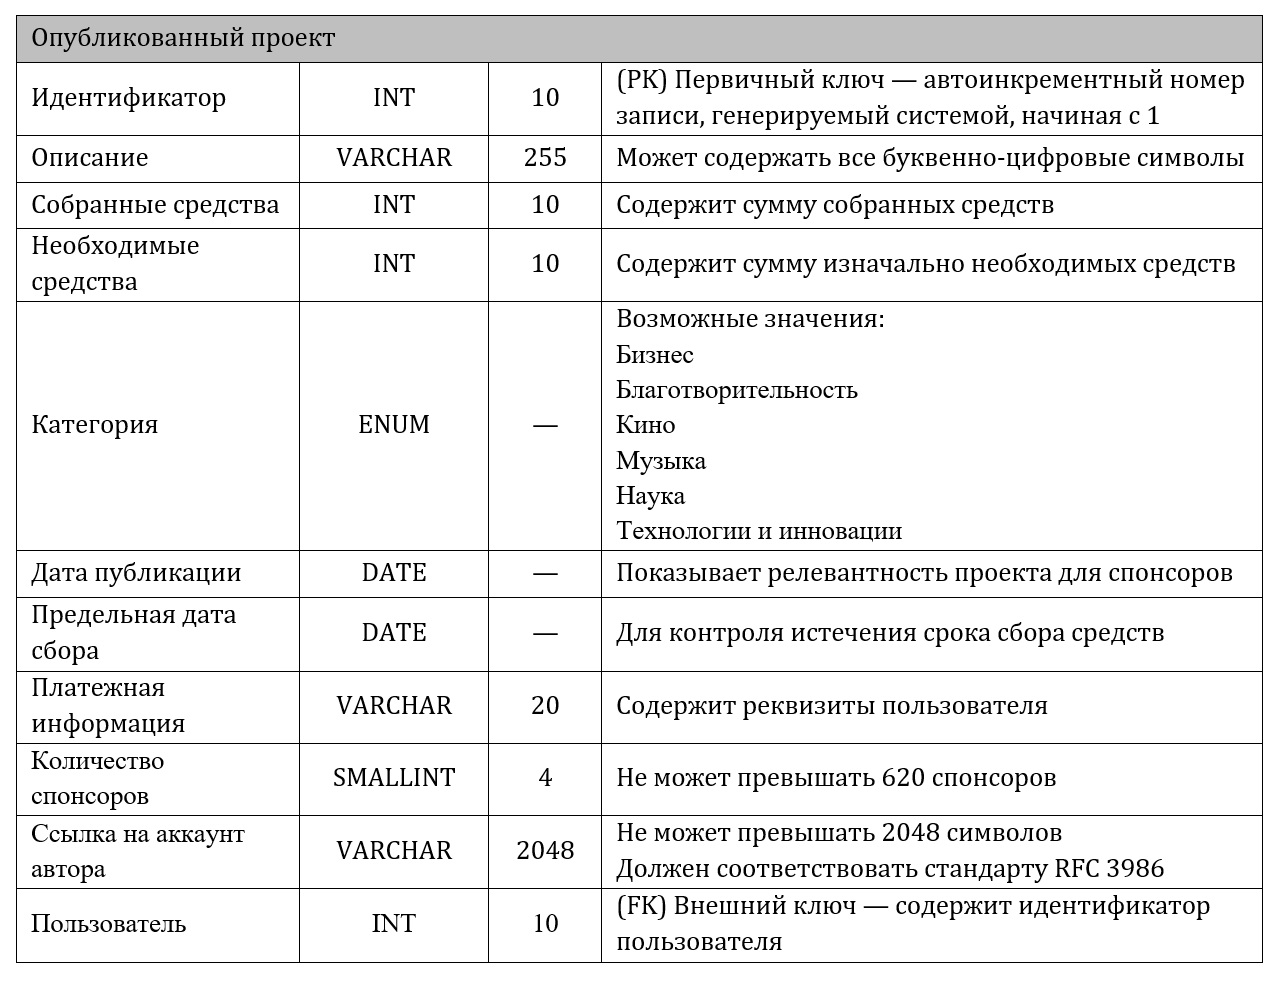 Опубликованный проект
Идентификатор INT 10 (PK) Первичный ключ — автоинкрементный номер
записи, генерируемый системой, начиная с 1
Описание VARCHAR 255 Может содержать все буквенно-цифровые символы
Собранные средства INT 10 Содержит сумму собранных средств
Необходимые
средства INT 10 Содержит сумму изначально необходимых средств
Категория ENUM — Возможные значения:
Бизнес
Благотворительность
Кино
Музыка
Наука
Технологии и инновации
Дата публикации DATE — Показывает релевантность проекта для спонсоров
Предельная дата
сбора DATE — Для контроля истечения срока сбора средств
Платежная
информация VARCHAR 20 Содержит реквизиты пользователя
Количество
спонсоров SMALLINT 4 Не может превышать 620 спонсоров
Ссылка на аккаунт
автора VARCHAR 2048 Не может превышать 2048 символов
Должен соответствовать стандарту RFC 3986
Пользователь INT 10 (FK) Внешний ключ — содержит идентификатор
пользователя